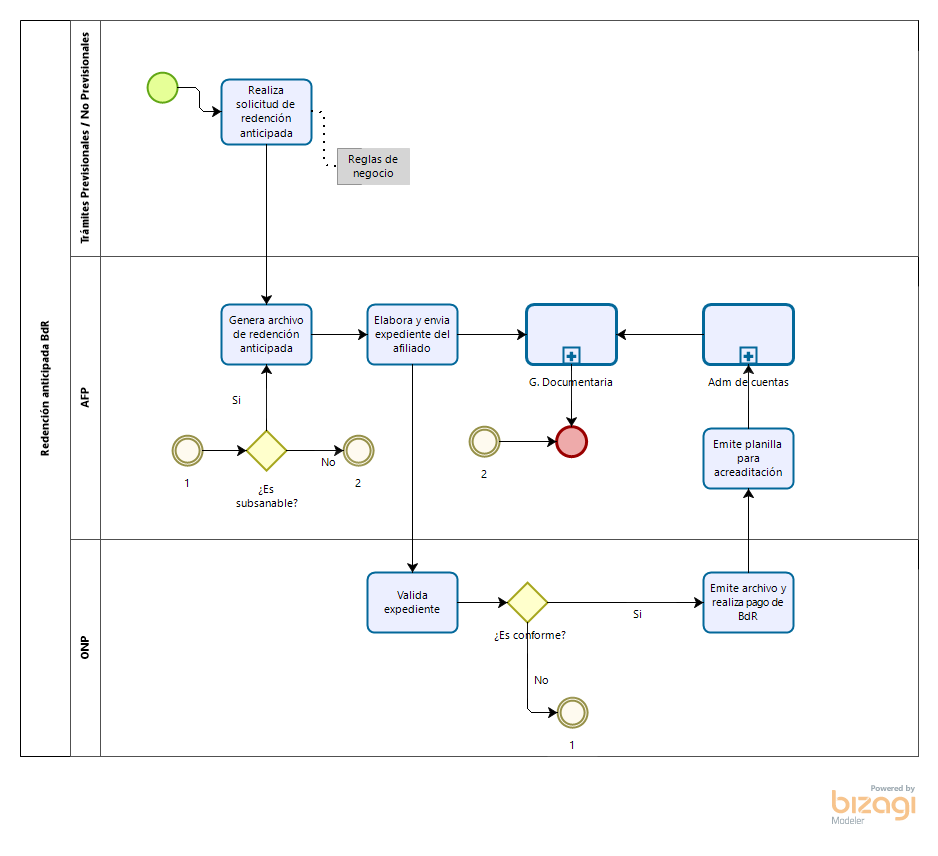 Redención anticipada BdR
Trámites Previsionales / No Previsionales
Realiza
solicitud de
redención
anticipada
Reglas de
negocio
AFP
Genera archivo
de redención
anticipada
Elabora y envia
expediente del
afiliado
G. Documentaria
Adm de cuentas
Si
1
¿Es
subsanable?
No
2
2
Emite planilla
para
acreaditación
ONP
Valida
expediente
¿Es conforme?
Si
Emite archivo y
realiza pago de
BdR
No
1
Powered by
bizagi
Modeler